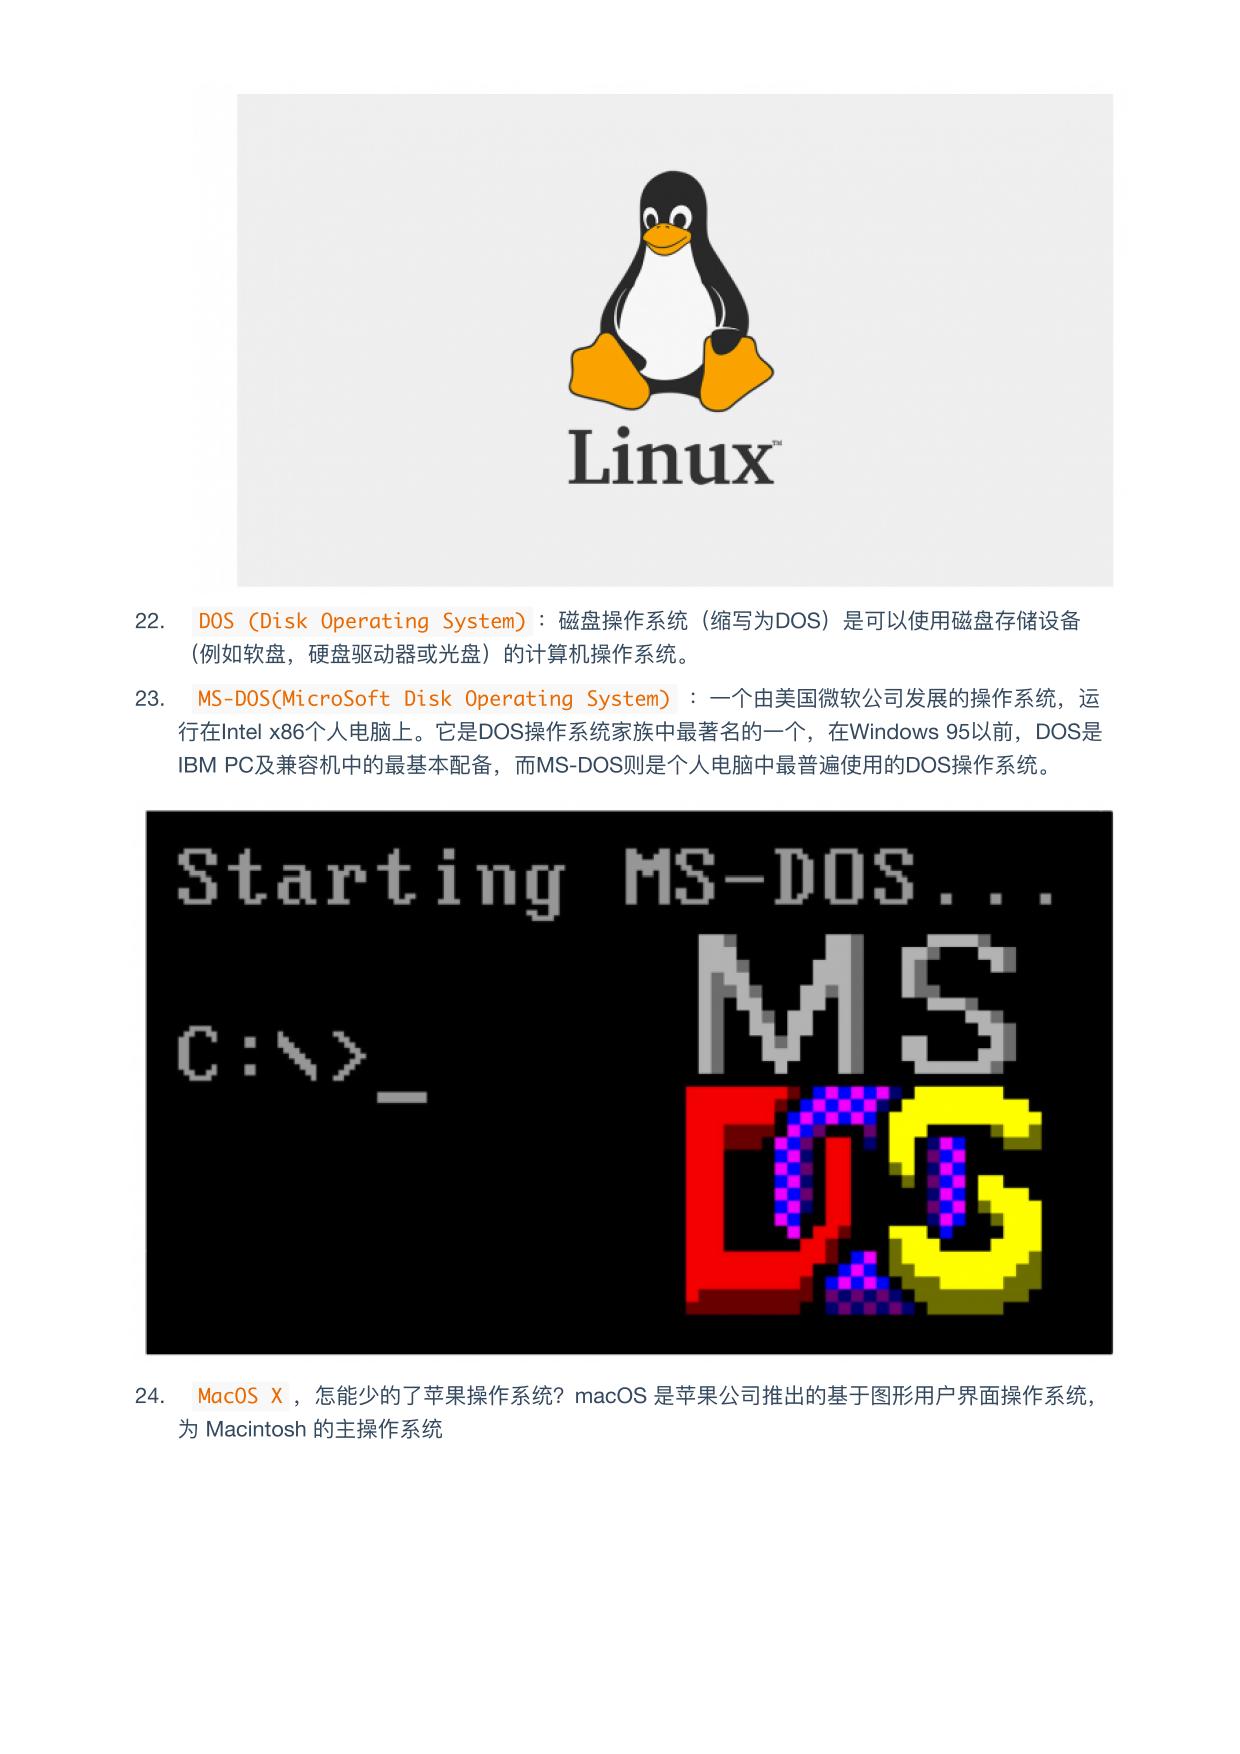 Linux™
22. DOS (Disk Operating System)：磁盘操作系统（缩写为DOS）是可以使用磁盘存储设备
（例如软盘，硬盘驱动器或光盘）的计算机操作系统。
23. MS-DOS(MicroSoft Disk Operating System) ：一个由美国微软公司发展的操作系统，运
行在Intel x86个人电脑上。它是DOS操作系统家族中最著名的一个，在Windows 95以前，DOS是
IBM PC及兼容机中的最基本配备，而MS-DOS则是个人电脑中最普遍使用的DOS操作系统。
Starting MS-DOS...
MS
C:\>_
DOS
24. MacOS X ，怎能少的了苹果操作系统？macOS 是苹果公司推出的基于图形用户界面操作系统，
为 Macintosh 的主操作系统